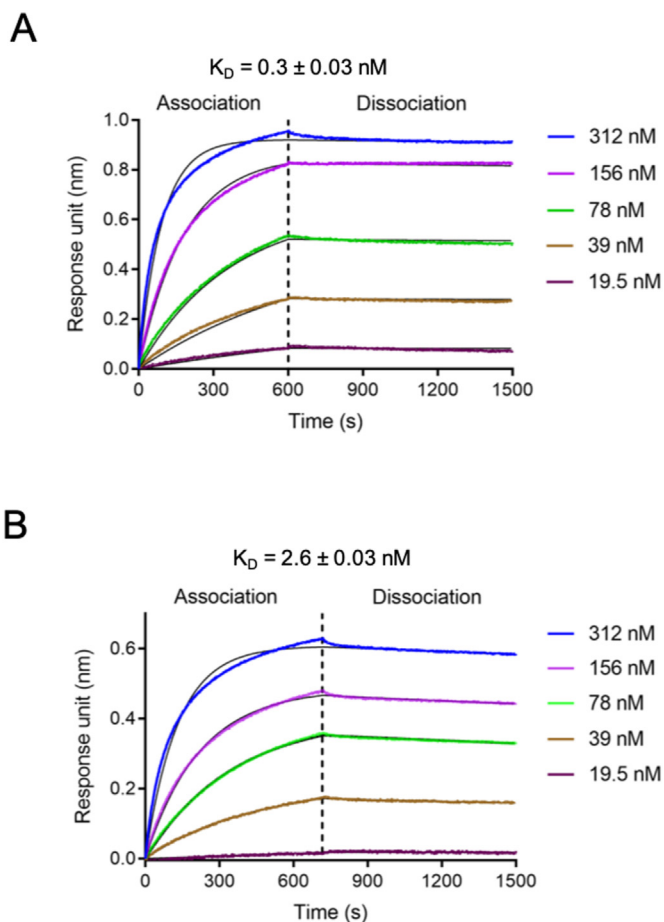 A
K_D = 0.3 ± 0.03 nM
Association Dissociation
Response unit (nm)
1.0
0.8
0.6
0.4
0.2
0.0
0 300 600 900 1200 1500
Time (s)
312 nM
156 nM
78 nM
39 nM
19.5 nM
B
K_D = 2.6 ± 0.03 nM
Association Dissociation
Response unit (nm)
0.6
0.4
0.2
0.0
0 300 600 900 1200 1500
Time (s)
312 nM
156 nM
78 nM
39 nM
19.5 nM